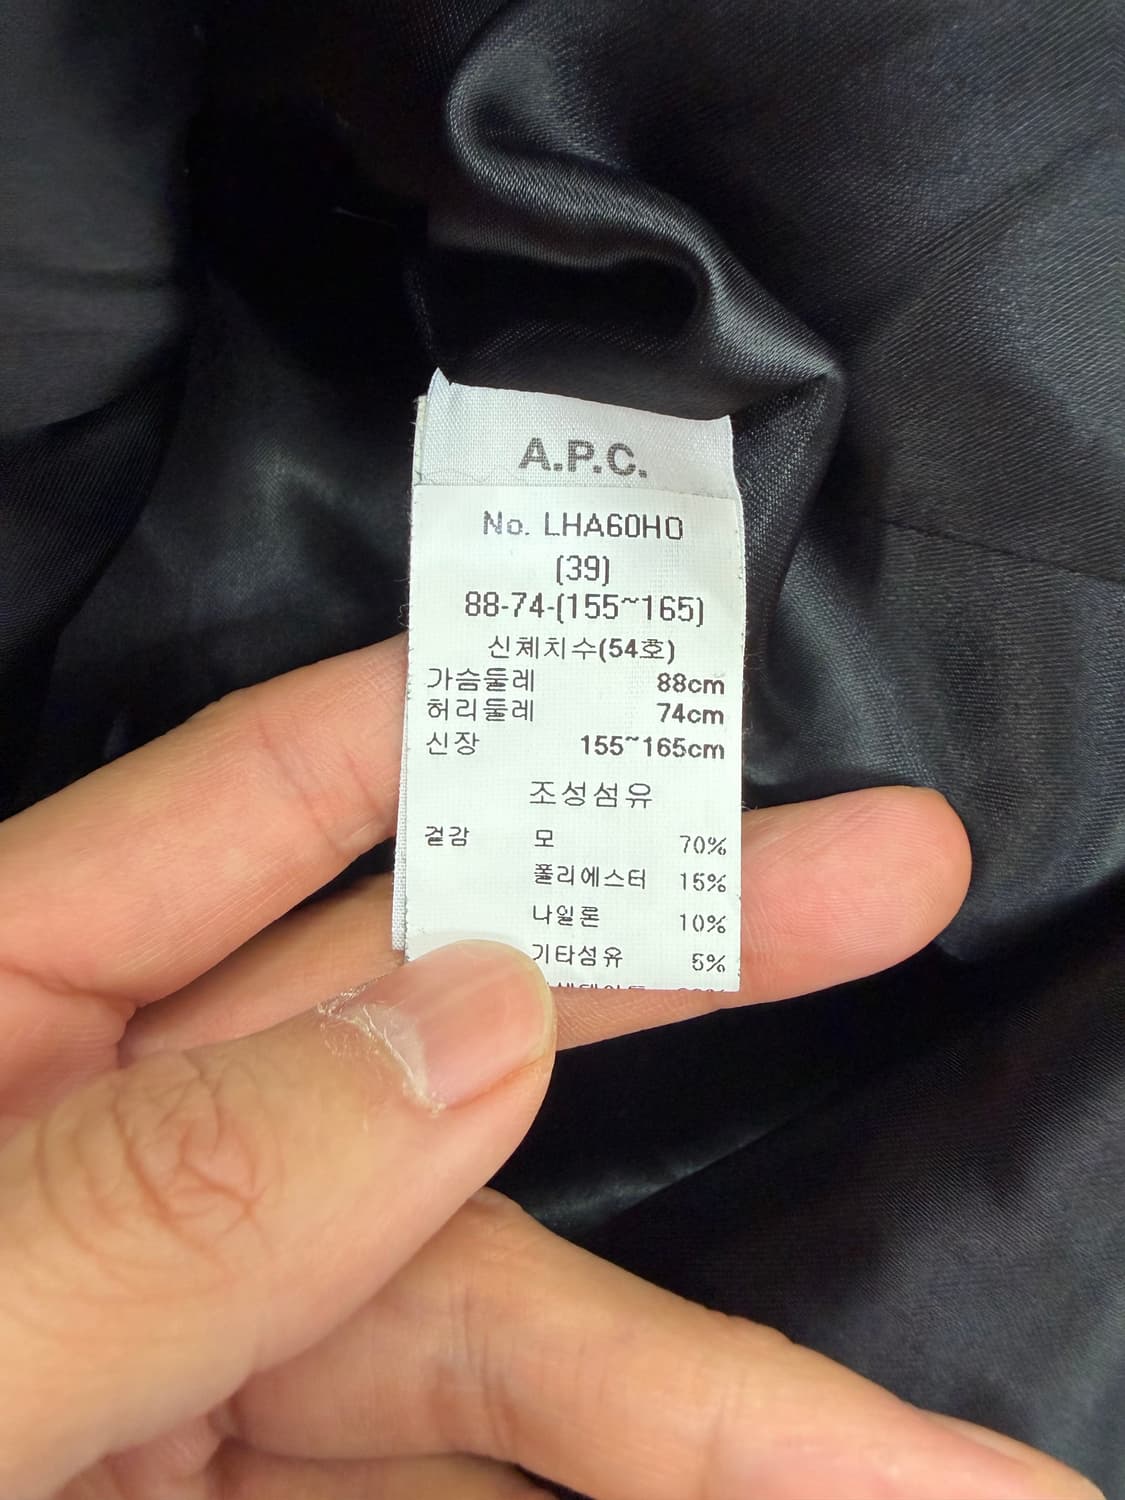 A.P.C.
No. LHA60H0
(39)
88-74-(155~165)
신체치수(54호)
가슴둘레 88cm
허리둘레 74cm
신장 155~165cm
조성섬유
겉감 모 70%
폴리에스터 15%
나일론 10%
기타섬유 5%